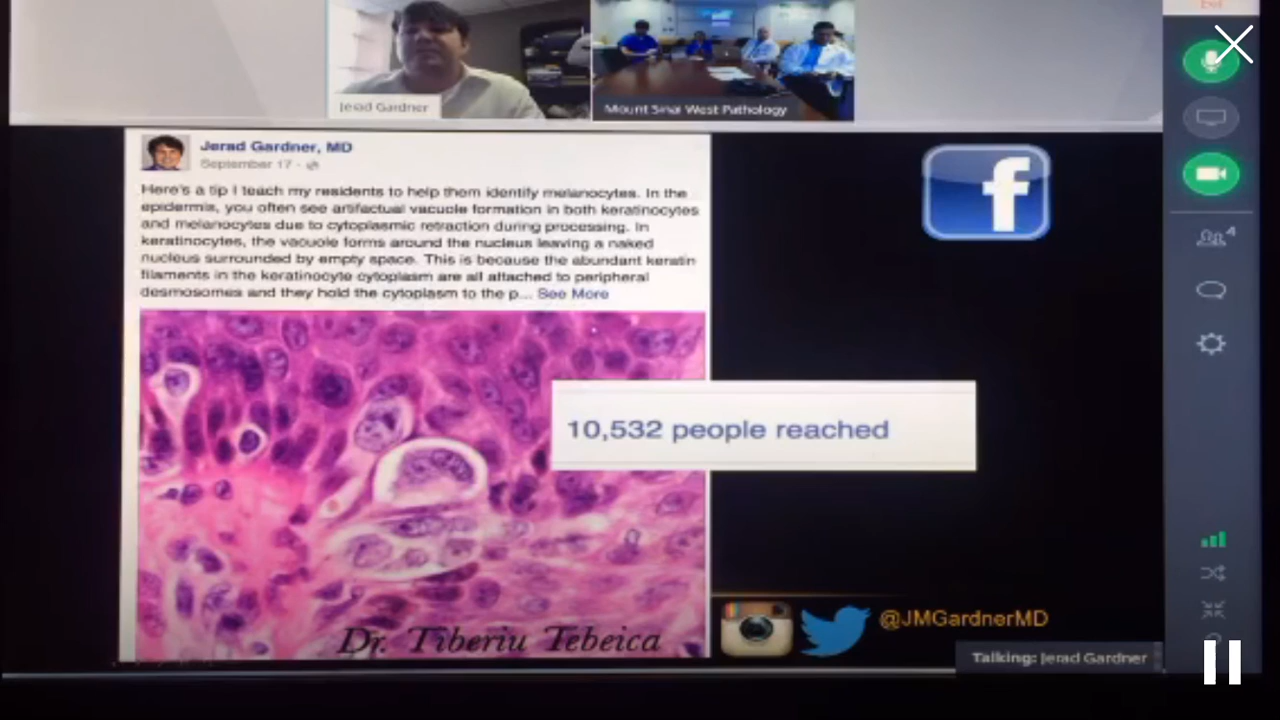 Jerad Gardner
Mount Sinai West Pathology
4
Jerad Gardner, MD
September 17 ·
Here's a tip I teach my residents to help them identify melanocytes. In the
epidermis, you often see artifactual vacuole formation in both keratinocytes
and melanocytes due to cytoplasmic retraction during processing. In
keratinocytes, the vacuole forms around the nucleus leaving a naked
nucleus surrounded by empty space. This is because the abundant keratin
filaments in the keratinocyte cytoplasm are all attached to peripheral
desmosomes and they hold the cytoplasm to the p... See More
f
10,532 people reached
Dr. Tiberiu Tebeica
@JMGardnerMD
Talking: Jerad Gardner